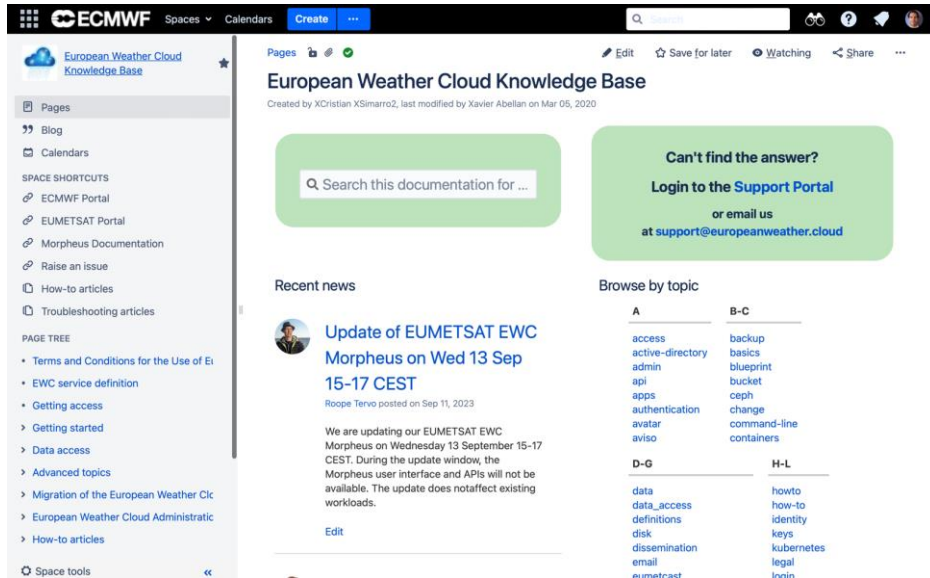 ECMWF Spaces Calendars Create ...
Search
European Weather Cloud
Knowledge Base
Pages
Blog
Calendars
SPACE SHORTCUTS
ECMWF Portal
EUMETSAT Portal
Morpheus Documentation
Raise an issue
How-to articles
Troubleshooting articles
PAGE TREE
Terms and Conditions for the Use of
EWC service definition
Getting access
Getting started
Data access
Advanced topics
Migration of the European Weather Clo
European Weather Cloud Administratic
How-to articles
Space tools
Pages
Edit Save for later Watching Share ...
European Weather Cloud Knowledge Base
Created by XCristian XSimarro2, last modified by Xavier Abellan on Mar 05, 2020
Search this documentation for ...
Can't find the answer?
Login to the Support Portal
or email us
at support@europeanweather.cloud
Recent news
Update of EUMETSAT EWC
Morpheus on Wed 13 Sep
15-17 CEST
Roope Tervo posted on Sep 11, 2023
We are updating our EUMETSAT EWC
Morpheus on Wednesday 13 September 15-17
CEST. During the update window, the
Morpheus user interface and APIs will not be
available. The update does notaffect existing
workloads.
Edit
Browse by topic
A
access
active-directory
admin
api
apps
authentication
avatar
aviso
B-C
backup
basics
blueprint
bucket
ceph
change
command-line
containers
D-G
data
data_access
definitions
disk
dissemination
email
eumetcast
H-L
howto
how-to
identity
keys
kubernetes
legal
login